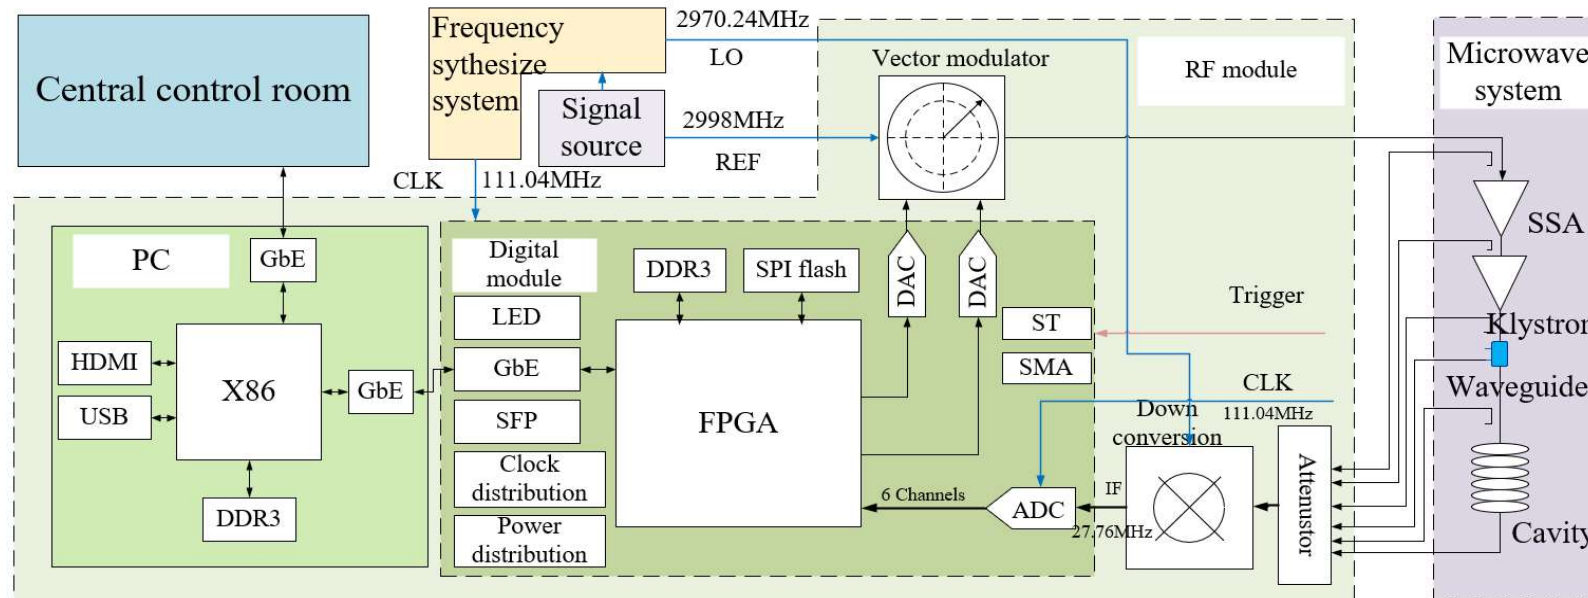 Central control room
Frequency
sythesize
system
Signal
source
2970.24MHz
LO
2998MHz
REF
CLK
111.04MHz
Vector modulator
RF module
Microwave
system
PC
GbE
HDMI
USB
X86
GbE
DDR3
Digital
module
LED
GbE
SFP
Clock
distribution
Power
distribution
DDR3
SPI flash
FPGA
DAC
DAC
ST
SMA
Trigger
CLK
111.04MHz
Down
conversion
6 Channels
ADC
IF
27.76MHz
Attenustor
SSA
Klystron
Waveguide
Cavity